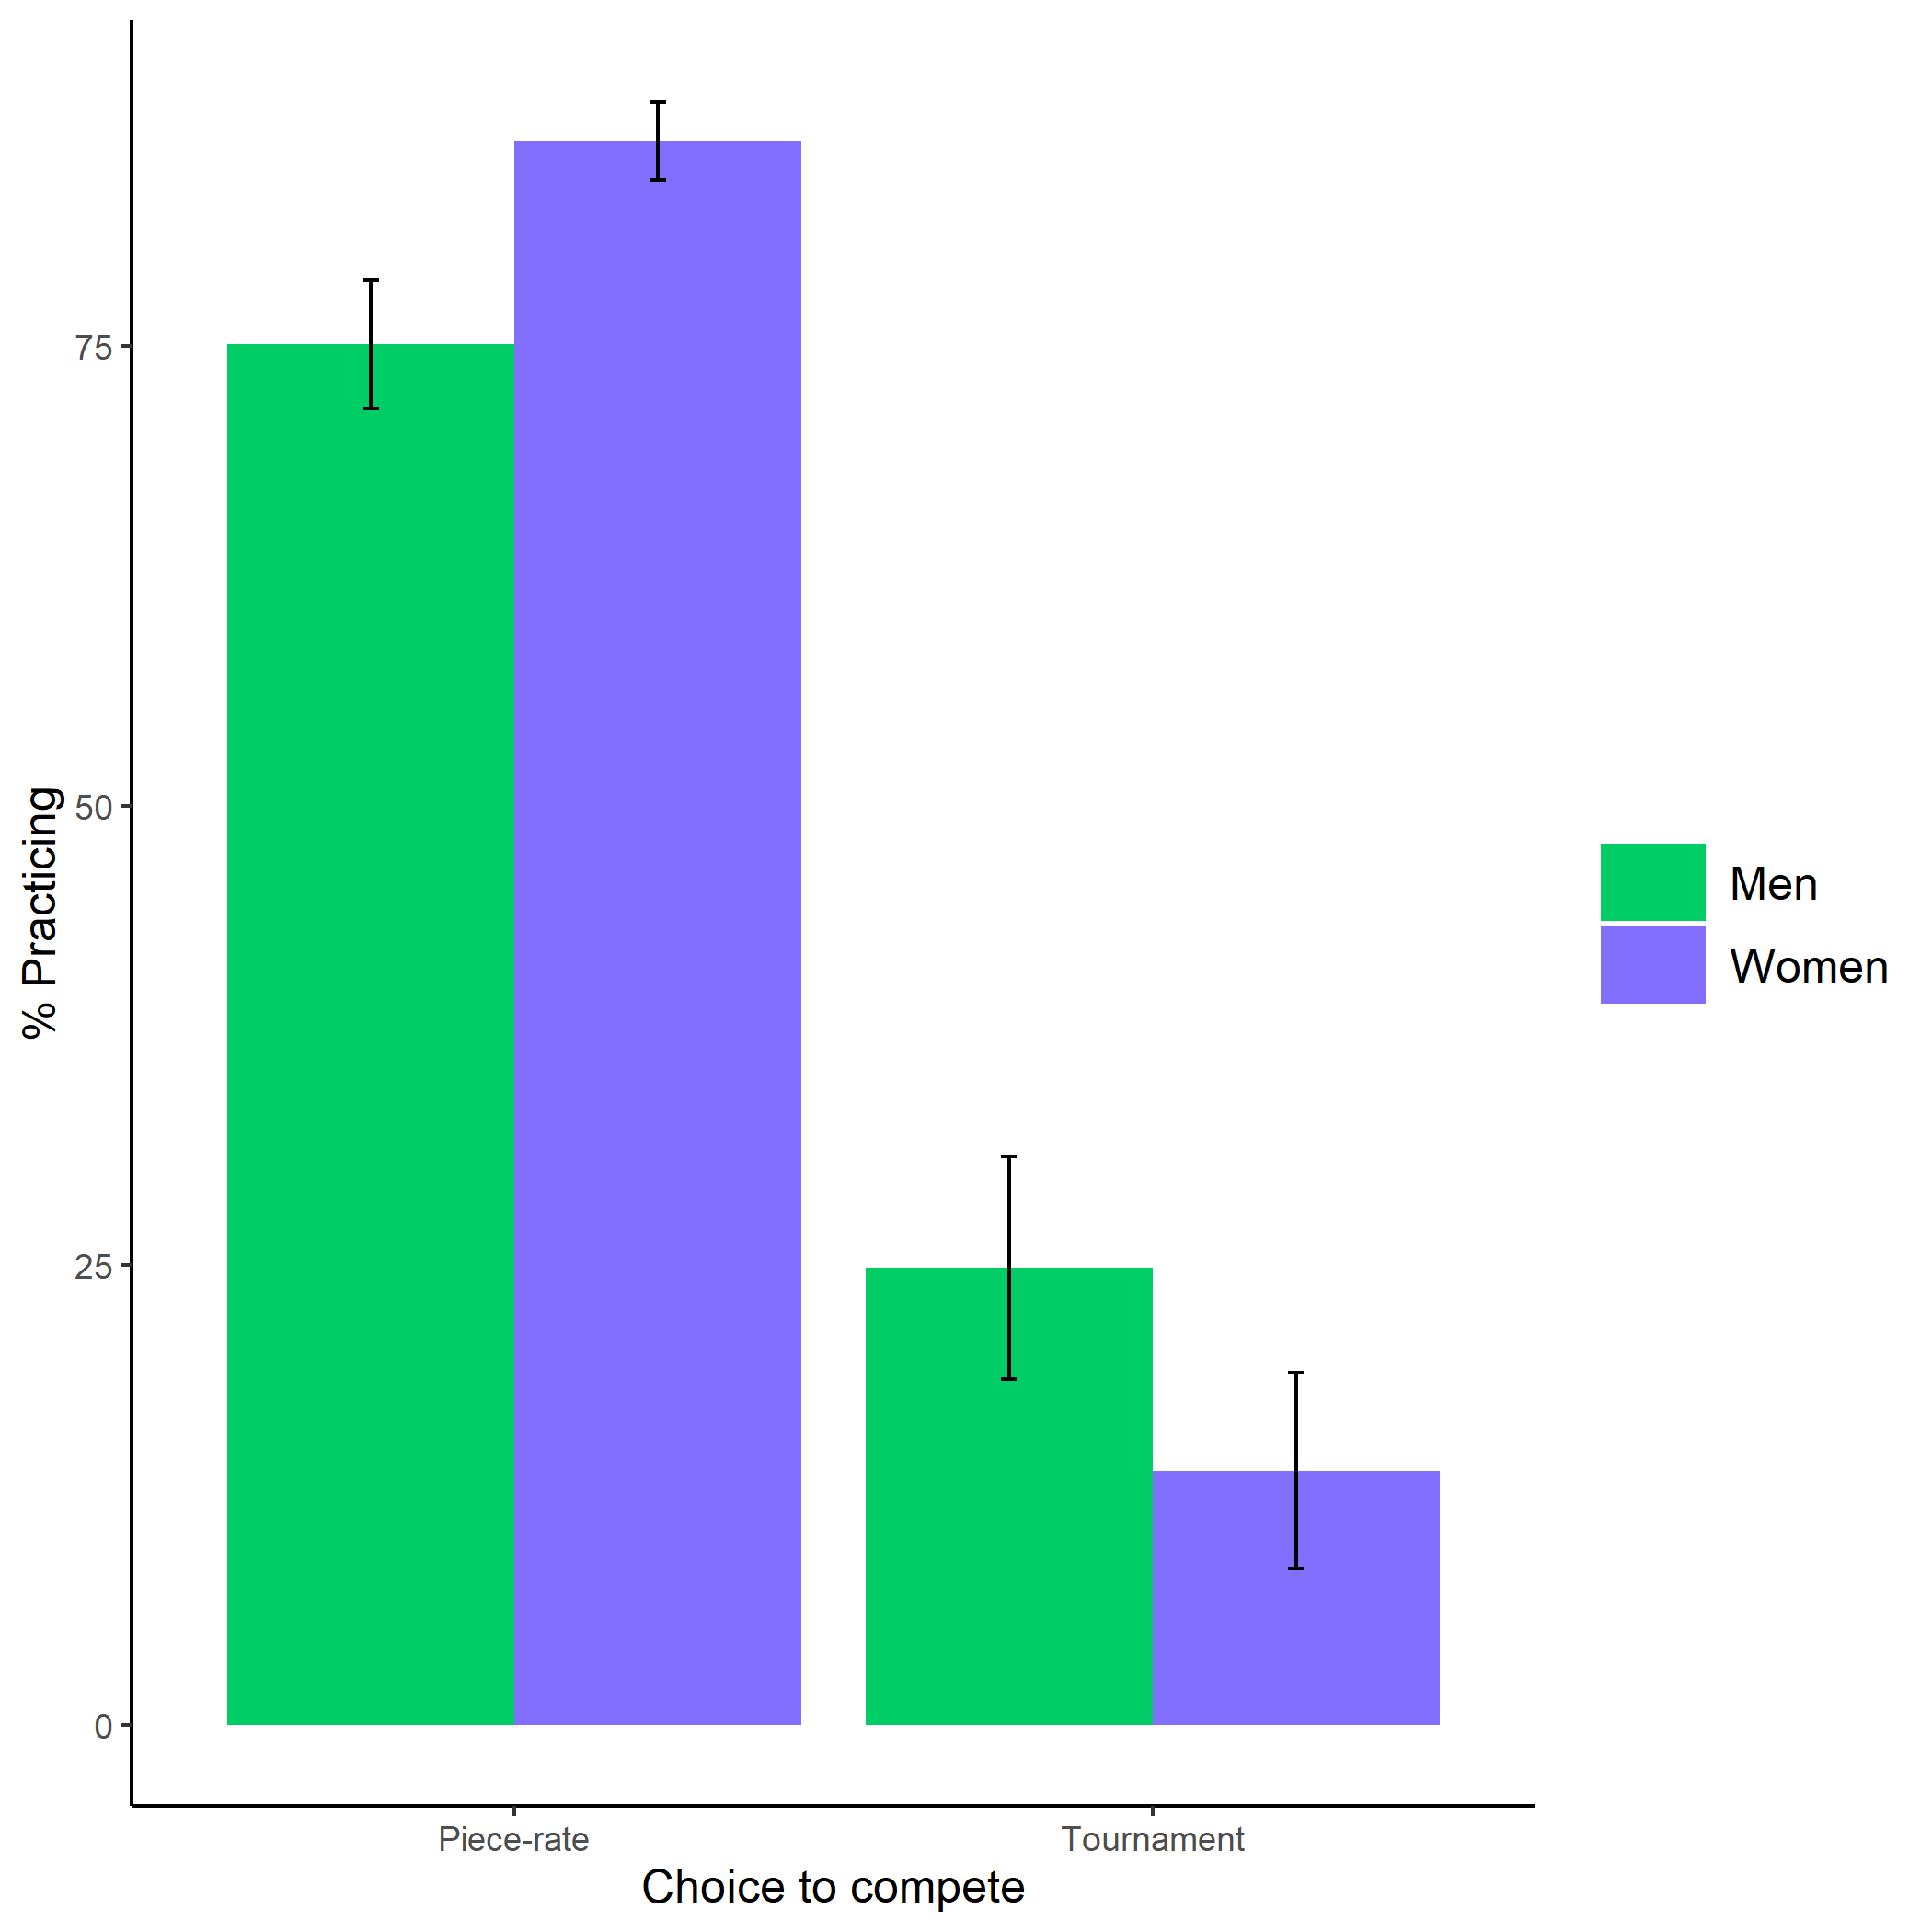 % Practicing
75
50
25
0
Piece-rate
Tournament
Choice to compete
Men
Women